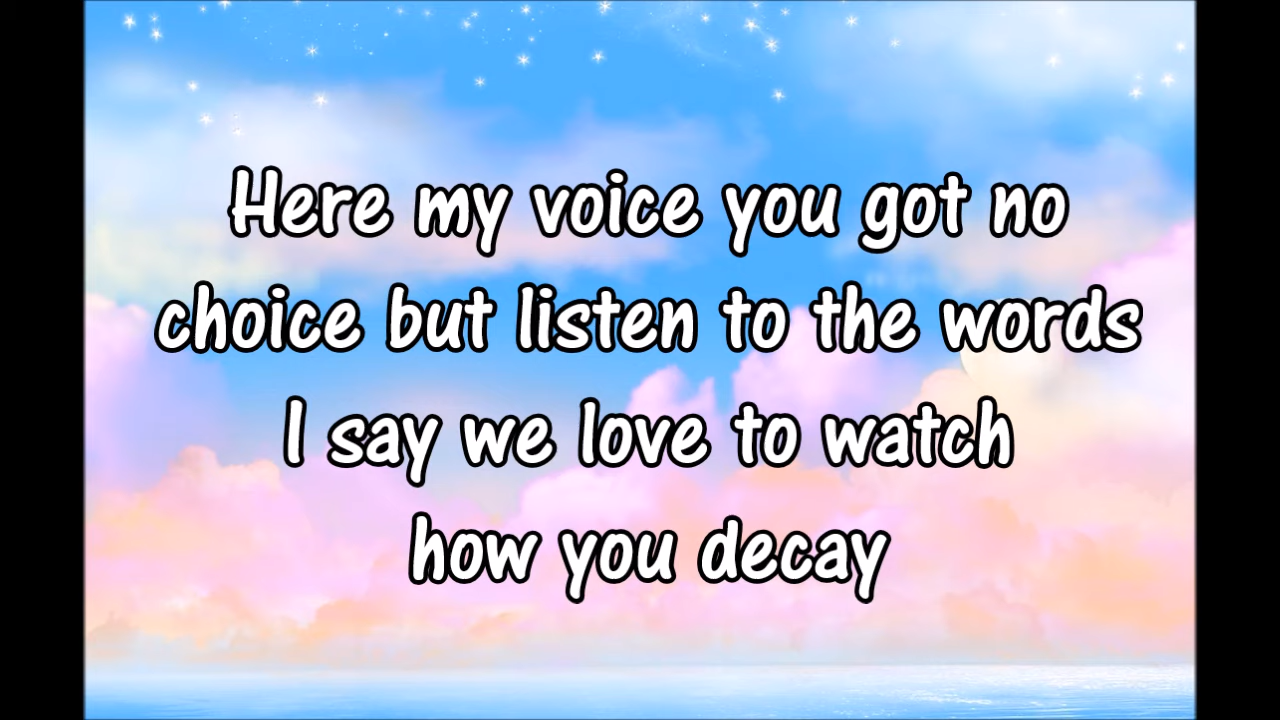 Here my voice you got no
choice but listen to the words
I say we love to watch
how you decay